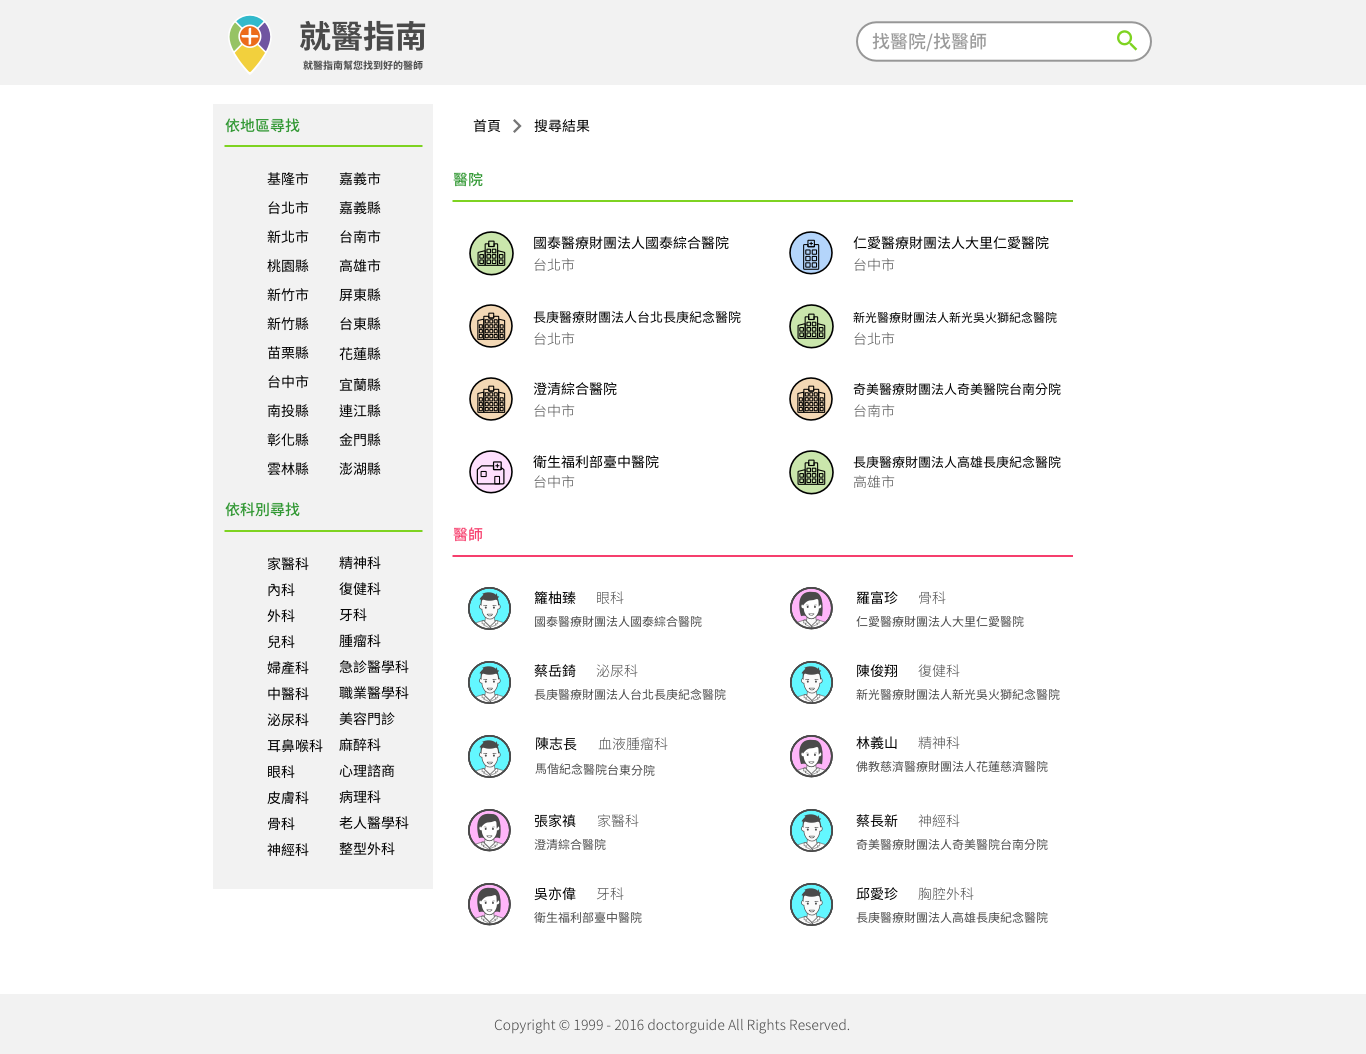 就醫指南
就醫指南幫您找到好的醫師
找醫院/找醫師
依地區尋找
基隆市 嘉義市
台北市 嘉義縣
新北市 台南市
桃園縣 高雄市
新竹市 屏東縣
新竹縣 台東縣
苗栗縣 花蓮縣
台中市 宜蘭縣
南投縣 連江縣
彰化縣 金門縣
雲林縣 澎湖縣
依科別尋找
家醫科 精神科
內科 復健科
外科 牙科
兒科 腫瘤科
婦產科 急診醫學科
中醫科 職業醫學科
泌尿科 美容門診
耳鼻喉科 麻醉科
眼科 心理諮商
皮膚科 病理科
骨科 老人醫學科
神經科 整型外科
首頁 搜尋結果
醫院
國泰醫療財團法人國泰綜合醫院
台北市
仁愛醫療財團法人大里仁愛醫院
台中市
長庚醫療財團法人台北長庚紀念醫院
台北市
新光醫療財團法人新光吳火獅紀念醫院
台北市
澄清綜合醫院
台中市
奇美醫療財團法人奇美醫院台南分院
台南市
衛生福利部臺中醫院
台中市
長庚醫療財團法人高雄長庚紀念醫院
高雄市
醫師
籮柚臻 眼科
國泰醫療財團法人國泰綜合醫院
羅富珍 骨科
仁愛醫療財團法人大里仁愛醫院
蔡岳錡 泌尿科
長庚醫療財團法人台北長庚紀念醫院
陳俊翔 復健科
新光醫療財團法人新光吳火獅紀念醫院
陳志長 血液腫瘤科
馬偕紀念醫院台東分院
林義山 精神科
佛教慈濟醫療財團法人花蓮慈濟醫院
張家禛 家醫科
澄清綜合醫院
蔡長新 神經科
奇美醫療財團法人奇美醫院台南分院
吳亦偉 牙科
衛生福利部臺中醫院
邱愛珍 胸腔外科
長庚醫療財團法人高雄長庚紀念醫院
Copyright © 1999 - 2016 doctorguide All Rights Reserved.